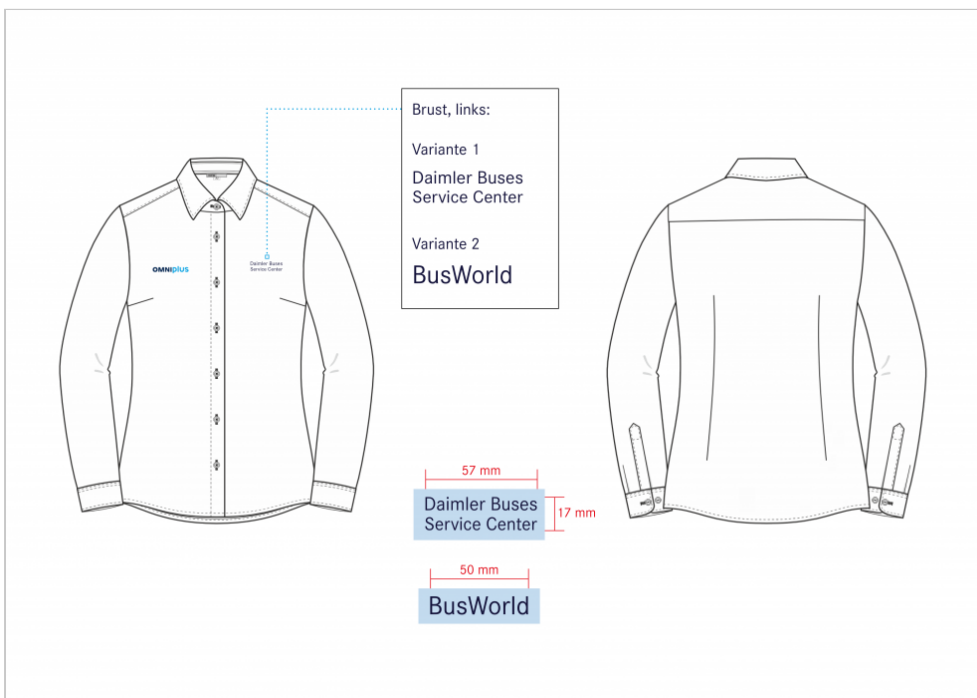 Brust, links:
Variante 1
Daimler Buses
Service Center
Variante 2
BusWorld
OMNIplus
Daimler Buses
Service Center
57 mm
Daimler Buses
Service Center
17 mm
50 mm
BusWorld